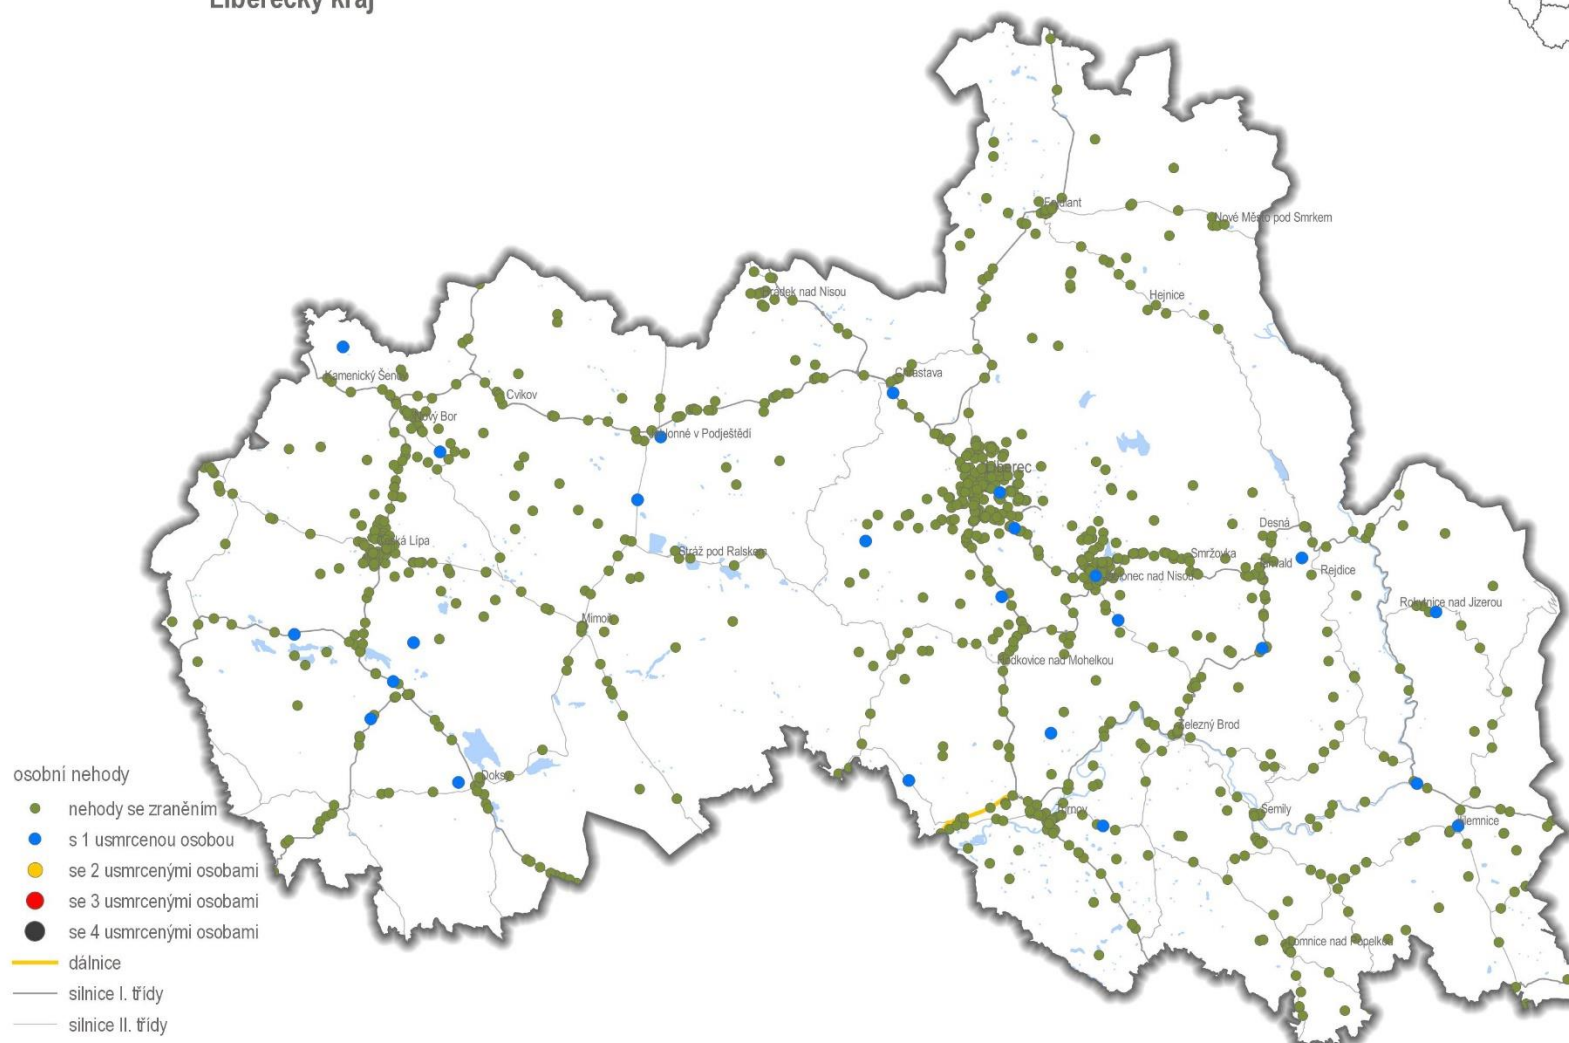 Liberecký kraj
Frýdlant
Nové Město pod Smrkem
Hrádek nad Nisou
Hejnice
Kamenický Šenov
Chrastava
Cvikov
Nový Bor
Jablonné v Podještědí
Liberec
Desná
Česká Lípa
Stráž pod Ralskem
Smržovka
Tanvald
Rejdice
Jablonec nad Nisou
Rokytnice nad Jizerou
Mimoň
Hodkovice nad Mohelkou
Železný Brod
Doksy
Turnov
Semily
Jilemnice
Lomnice nad Popelkou
osobní nehody
nehody se zraněním
s 1 usmrcenou osobou
se 2 usmrcenými osobami
se 3 usmrcenými osobami
se 4 usmrcenými osobami
dálnice
silnice I. třídy
silnice II. třídy